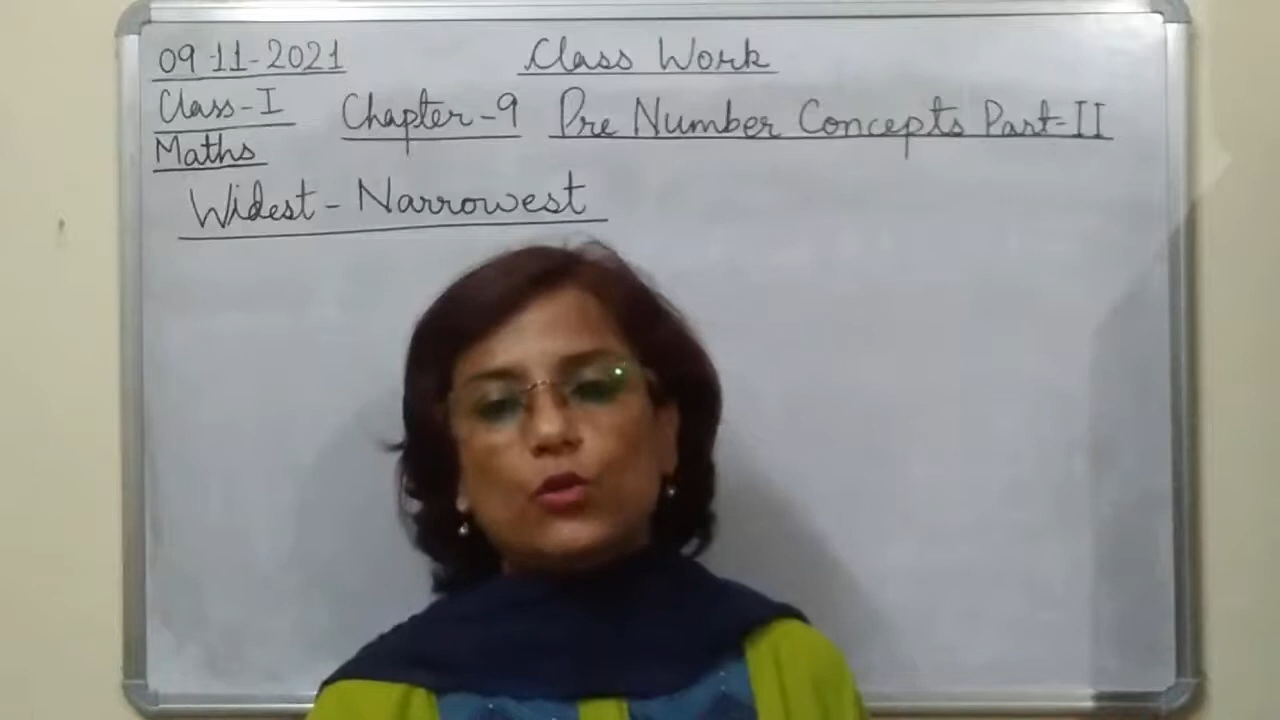 09-11-2021 Class Work
Class-I Chapter-9 Pre Number Concepts Part-II
Maths
Widest - Narrowest